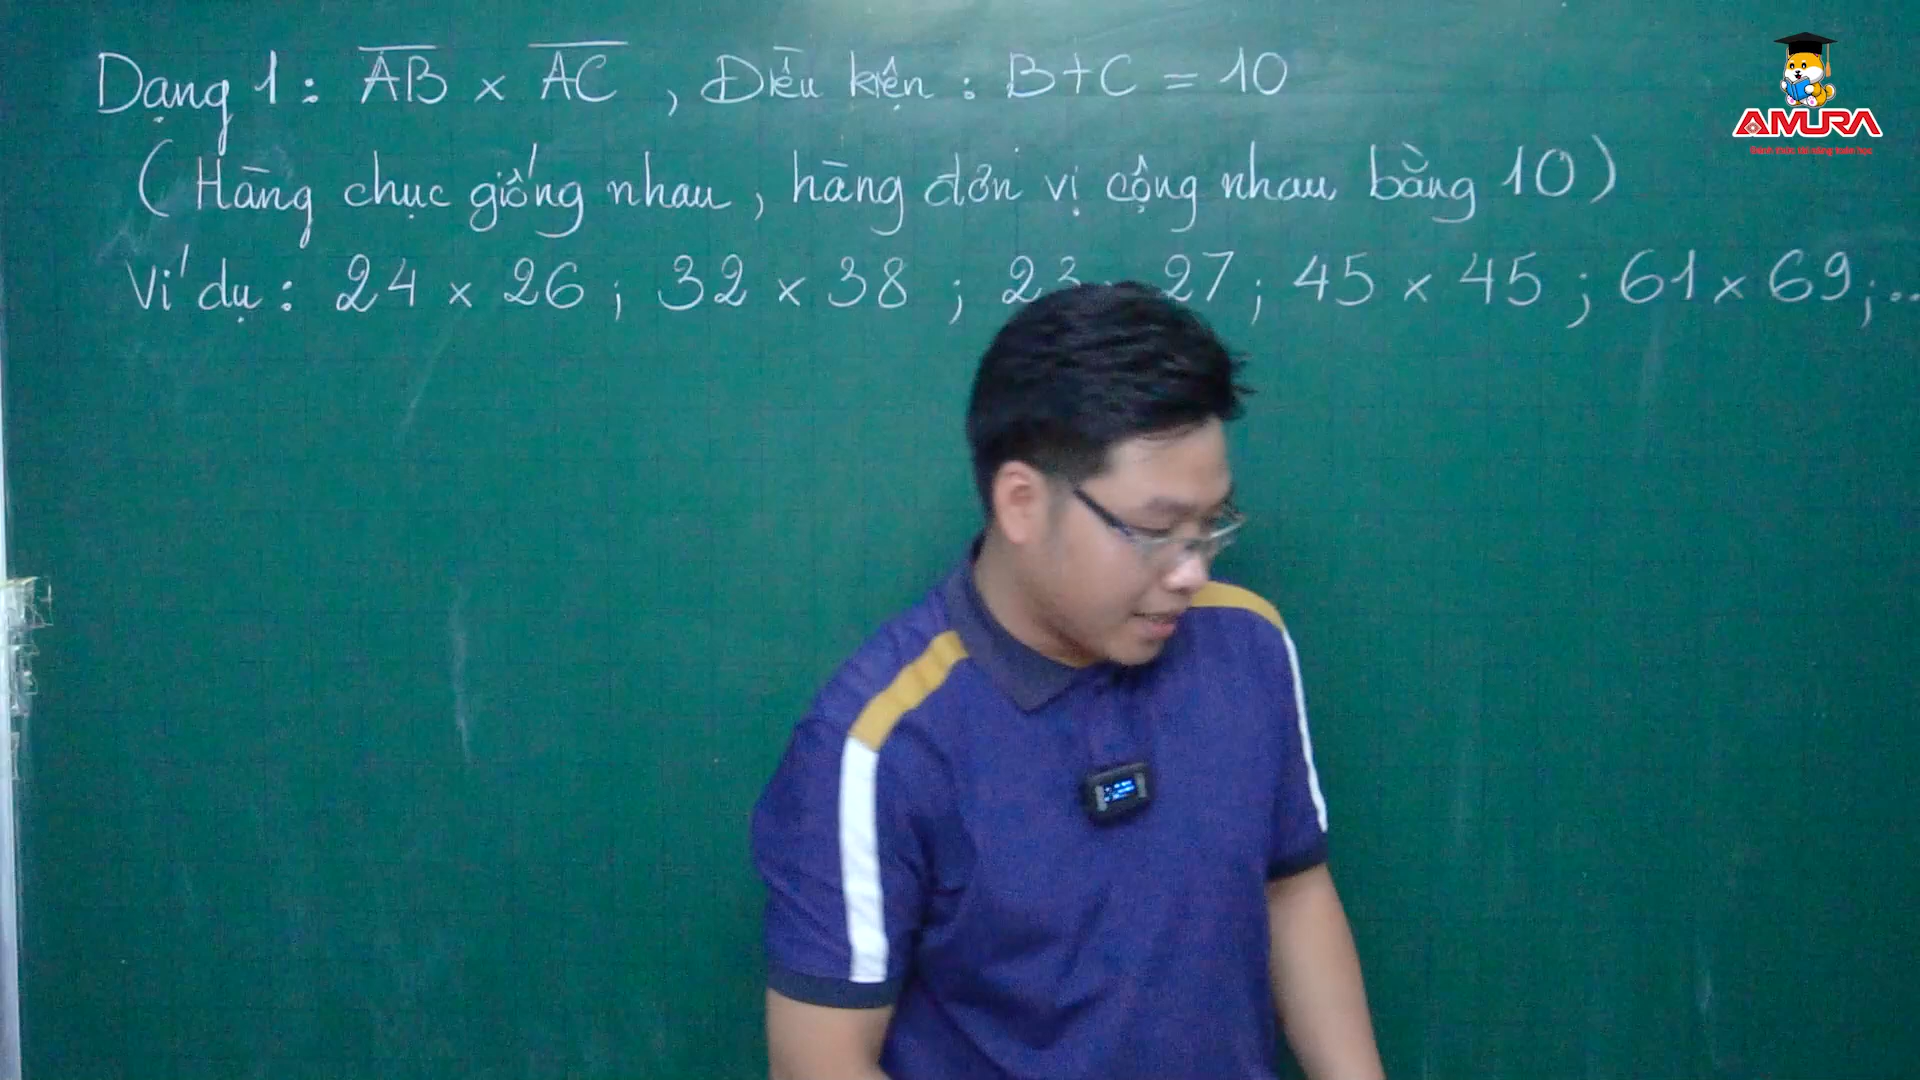 Dạng 1: AB x AC, Điều kiện: B+C = 10
(Hàng chục giống nhau, hàng đơn vị cộng nhau bằng 10)
Ví dụ: 24 x 26; 32 x 38; 23 27; 45 x 45; 61 x 69; ...
AMURA